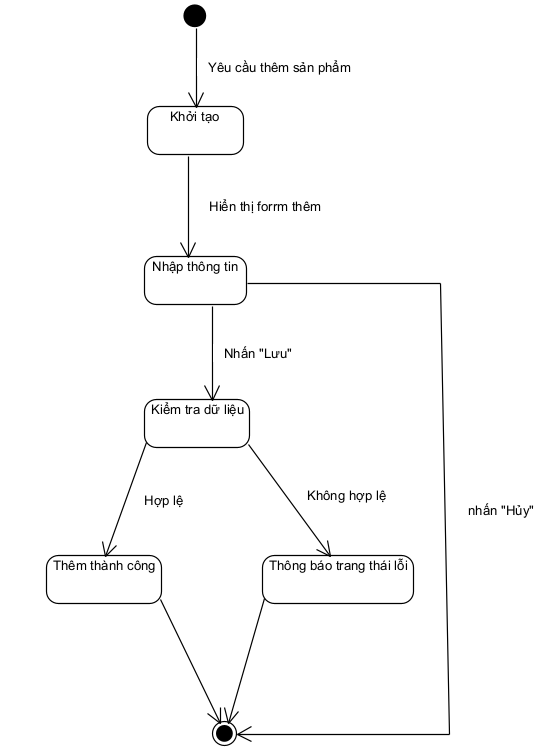 Yêu cầu thêm sản phẩm
Khởi tạo
Hiển thị forrm thêm
Nhập thông tin
Nhấn "Lưu"
Kiểm tra dữ liệu
Hợp lệ
Không hợp lệ
nhấn "Hủy"
Thêm thành công
Thông báo trang thái lỗi